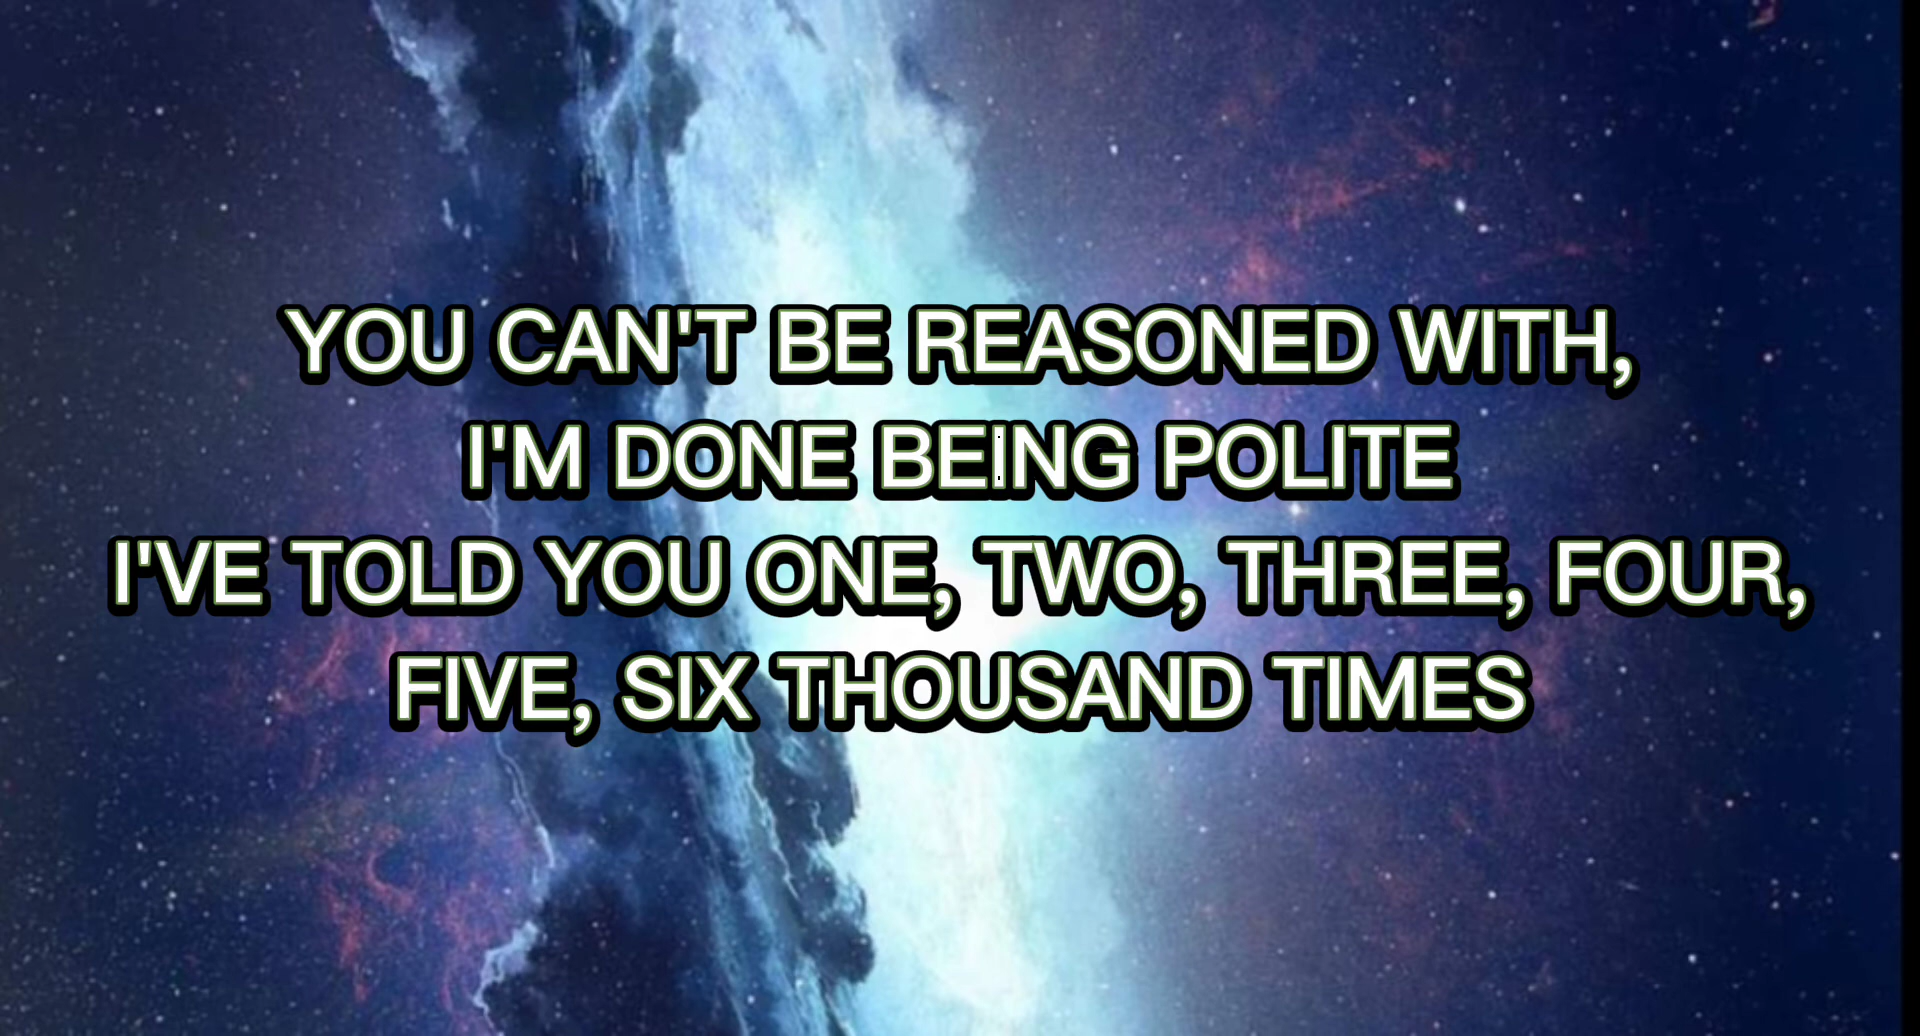 YOU CAN'T BE REASONED WITH,
I'M DONE BEING POLITE
I'VE TOLD YOU ONE, TWO, THREE, FOUR,
FIVE, SIX THOUSAND TIMES